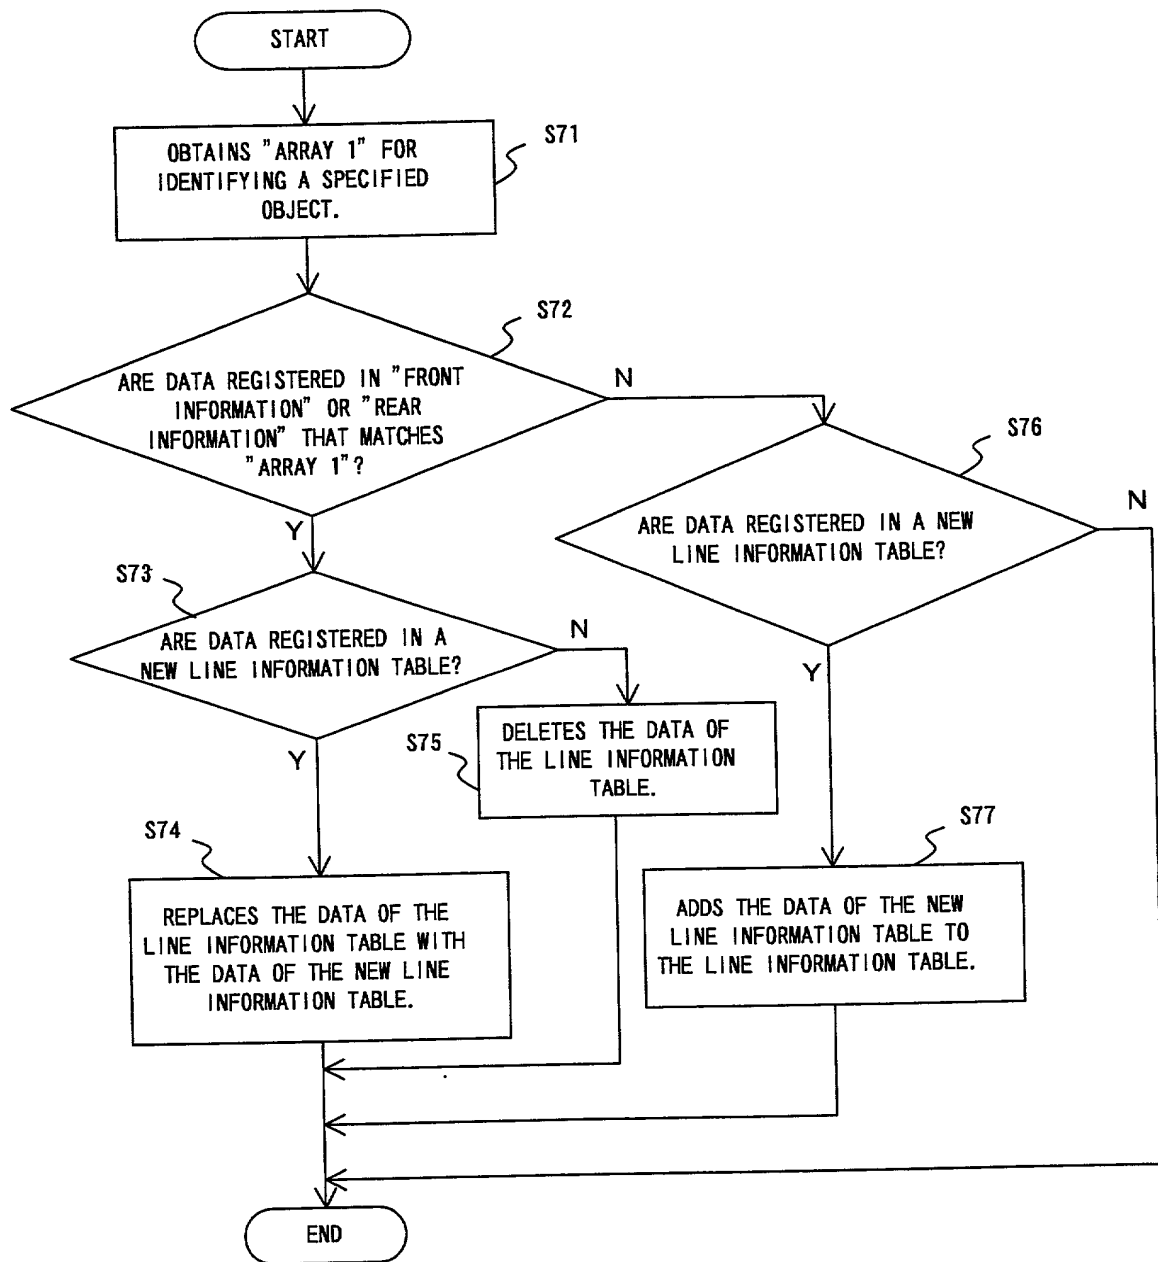 START
S71
OBTAINS "ARRAY 1" FOR
IDENTIFYING A SPECIFIED
OBJECT.
S72
ARE DATA REGISTERED IN "FRONT
INFORMATION" OR "REAR
INFORMATION" THAT MATCHES
"ARRAY 1"?
N
Y
S76
ARE DATA REGISTERED IN A NEW
LINE INFORMATION TABLE?
N
Y
S73
ARE DATA REGISTERED IN A
NEW LINE INFORMATION TABLE?
N
Y
S75
DELETES THE DATA OF
THE LINE INFORMATION
TABLE.
S74
REPLACES THE DATA OF THE
LINE INFORMATION TABLE WITH
THE DATA OF THE NEW LINE
INFORMATION TABLE.
S77
ADDS THE DATA OF THE NEW
LINE INFORMATION TABLE TO
THE LINE INFORMATION TABLE.
END